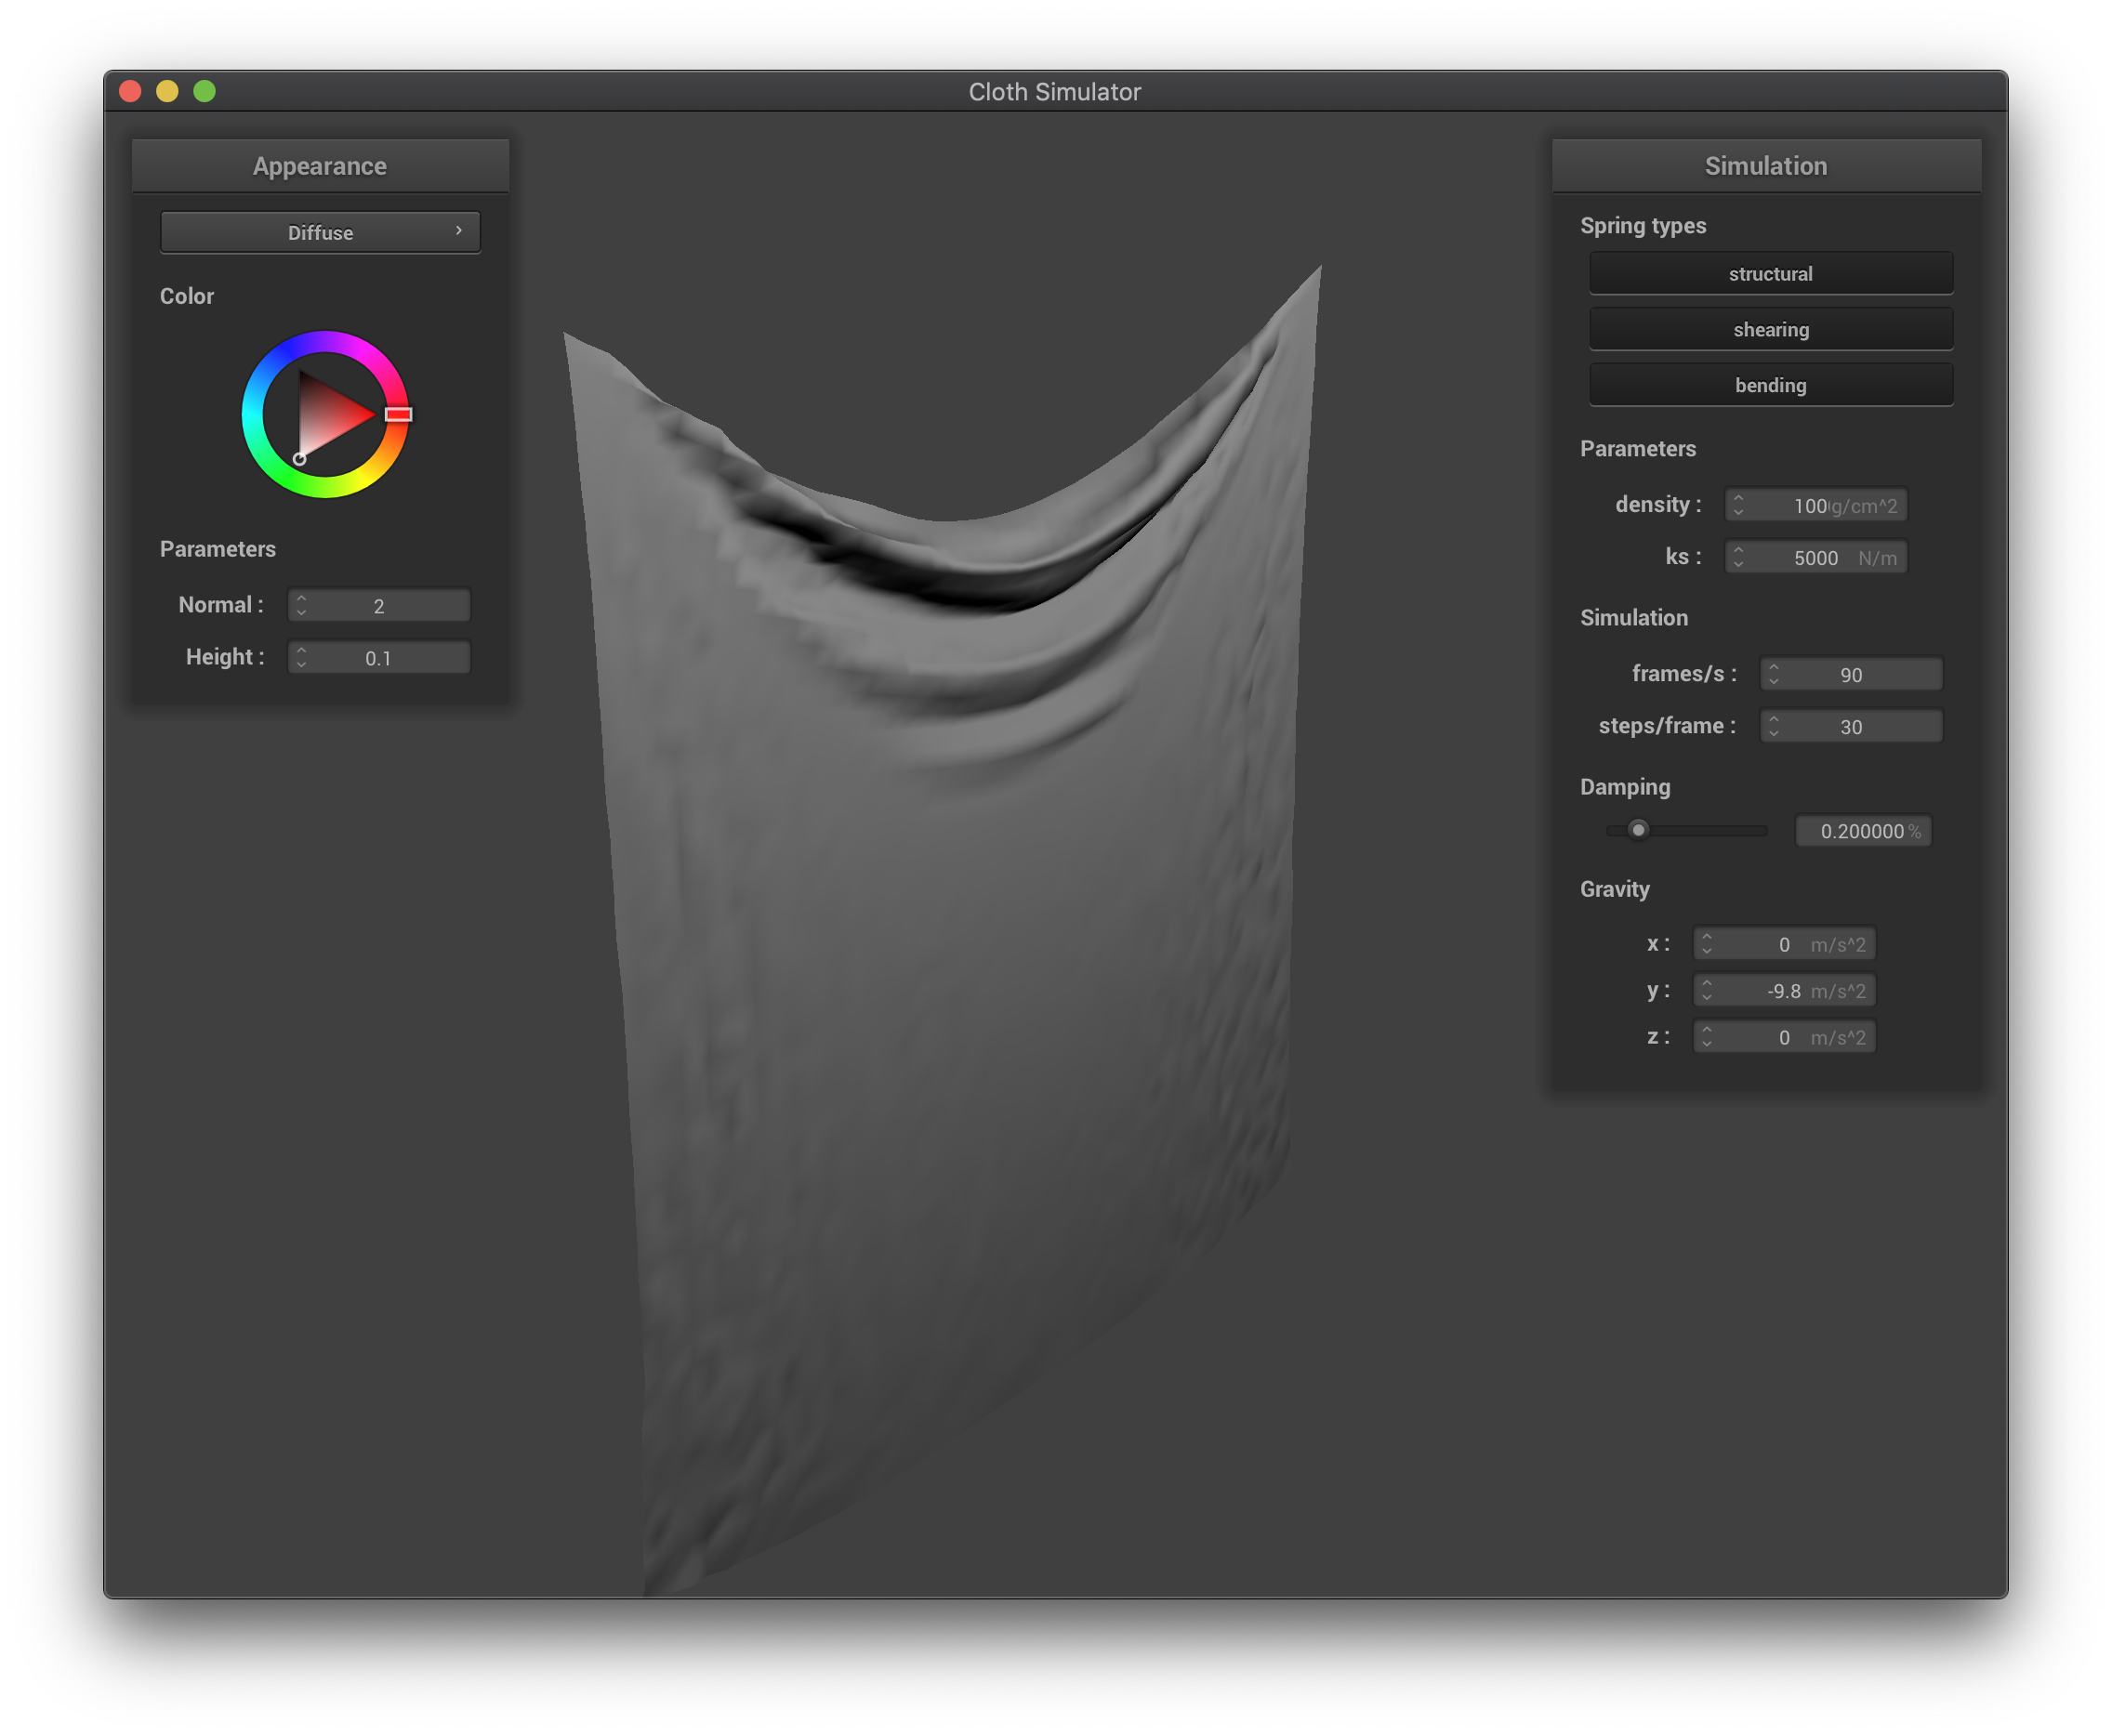 Cloth Simulator
Appearance
Diffuse
Color
Parameters
Normal : 2
Height : 0.1
Simulation
Spring types
structural
shearing
bending
Parameters
density : 100 g/cm^2
ks : 5000 N/m
Simulation
frames/s : 90
steps/frame : 30
Damping
0.200000 %
Gravity
x : 0 m/s^2
y : -9.8 m/s^2
z : 0 m/s^2